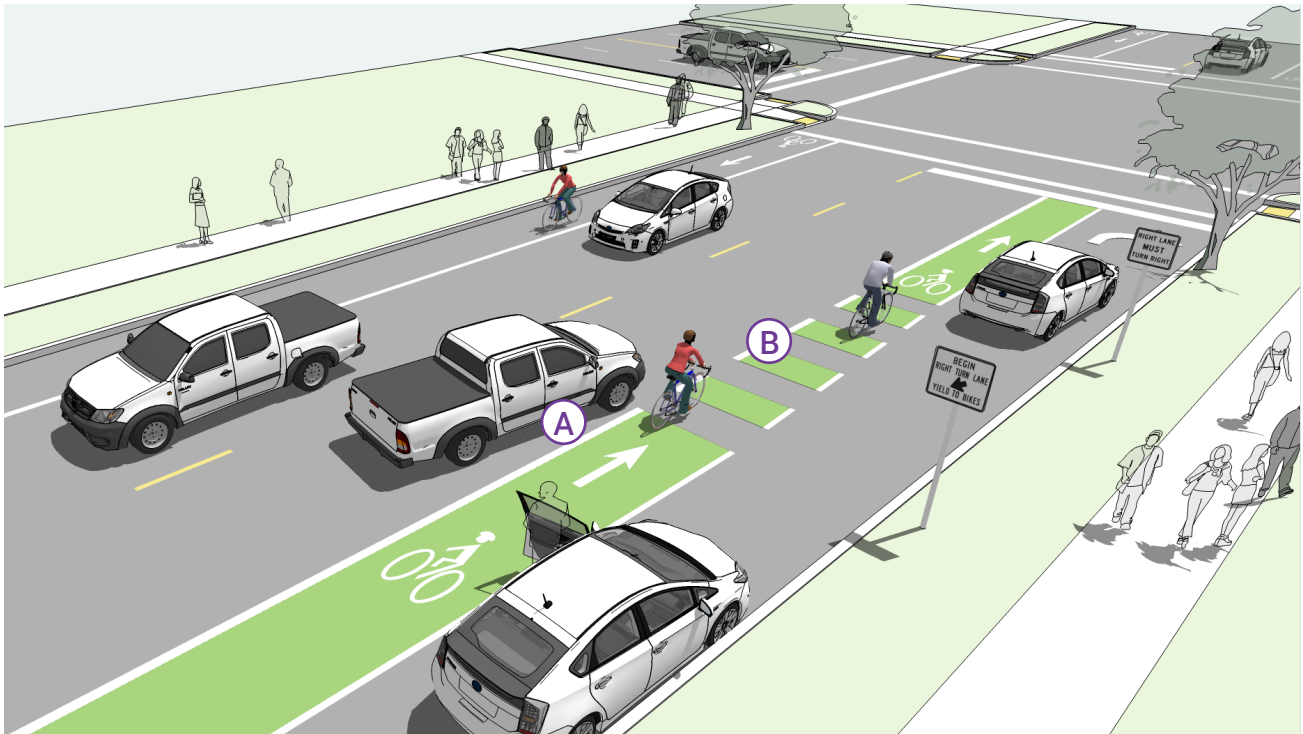 RIGHT LANE
MUST
TURN RIGHT
B
BEGIN
RIGHT TURN LANE
YIELD TO BIKES
A